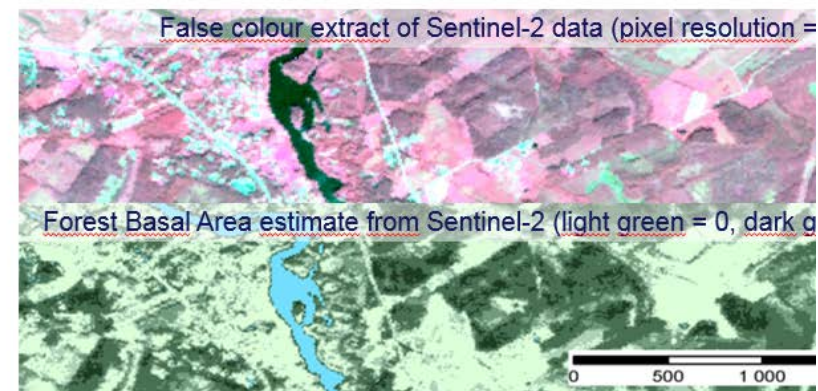 False colour extract of Sentinel-2 data (pixel resolution =
Forest Basal Area estimate from Sentinel-2 (light green = 0, dark g
0 500 1 000